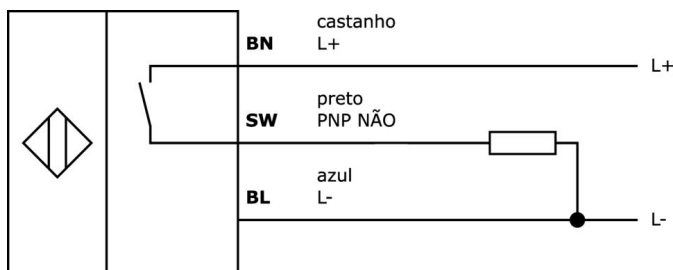 castanho
BN L+
L+
preto
SW PNP NÃO
azul
BL L-
L-